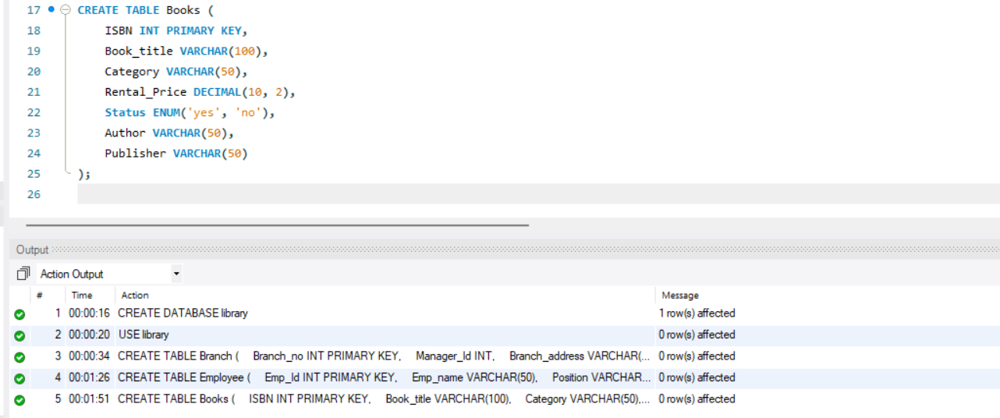 17 CREATE TABLE Books (
18 ISBN INT PRIMARY KEY,
19 Book_title VARCHAR(100),
20 Category VARCHAR(50),
21 Rental_Price DECIMAL(10, 2),
22 Status ENUM('yes', 'no'),
23 Author VARCHAR(50),
24 Publisher VARCHAR(50)
25 );
26
Output
Action Output
# Time Action Message
1 00:00:16 CREATE DATABASE library 1 row(s) affected
2 00:00:20 USE library 0 row(s) affected
3 00:00:34 CREATE TABLE Branch ( Branch_no INT PRIMARY KEY, Manager_Id INT, Branch_address VARCHAR(... 0 row(s) affected
4 00:01:26 CREATE TABLE Employee ( Emp_Id INT PRIMARY KEY, Emp_name VARCHAR(50), Position VARCHAR... 0 row(s) affected
5 00:01:51 CREATE TABLE Books ( ISBN INT PRIMARY KEY, Book_title VARCHAR(100), Category VARCHAR(50),... 0 row(s) affected